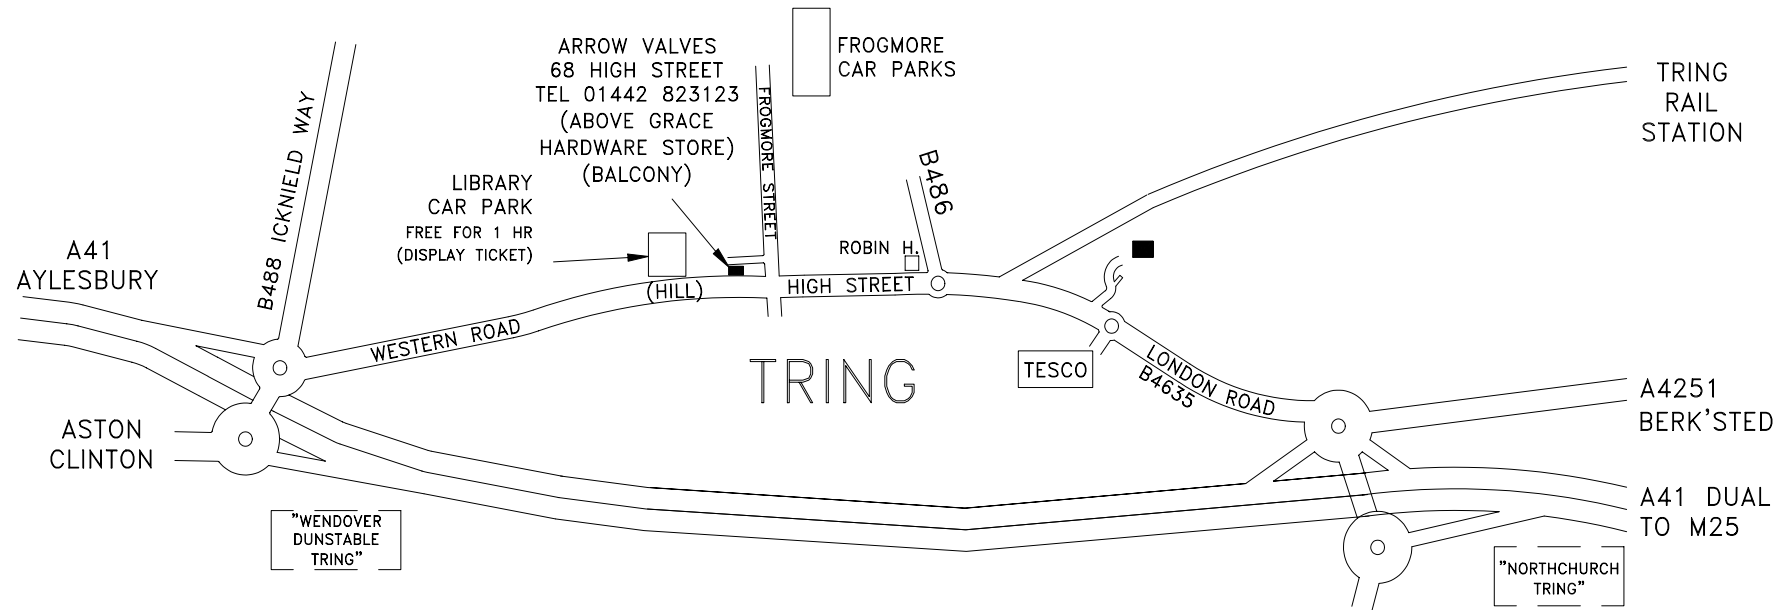 ARROW VALVES
68 HIGH STREET
TEL 01442 823123
(ABOVE GRACE
HARDWARE STORE)
(BALCONY)
FROGMORE
CAR PARKS
FROGMORE STREET
TRING
RAIL
STATION
B488 ICKNIELD WAY
LIBRARY
CAR PARK
FREE FOR 1 HR
(DISPLAY TICKET)
B486
ROBIN H.
A41
AYLESBURY
(HILL)
HIGH STREET
WESTERN ROAD
TRING
TESCO
LONDON ROAD
B4635
A4251
BERK'STED
ASTON
CLINTON
A41 DUAL
TO M25
"WENDOVER
DUNSTABLE
TRING"
"NORTHCHURCH
TRING"